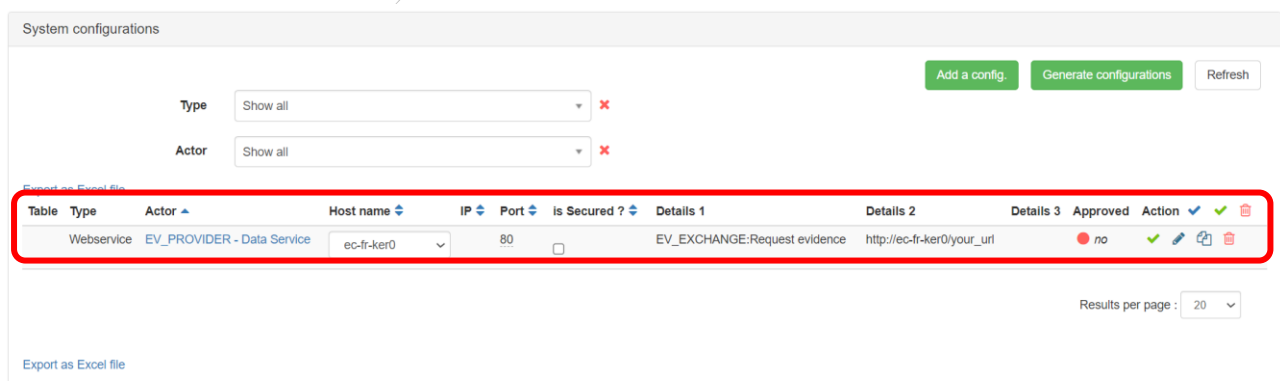 System configurations
Add a config. Generate configurations Refresh
Type Show all
Actor Show all
Export as Excel file
Table Type Actor Host name IP Port is Secured ? Details 1 Details 2 Details 3 Approved Action
Webservice EV_PROVIDER - Data Service ec-fr-ker0 80 EV_EXCHANGE:Request evidence http://ec-fr-ker0/your_url no
Results per page : 20
Export as Excel file